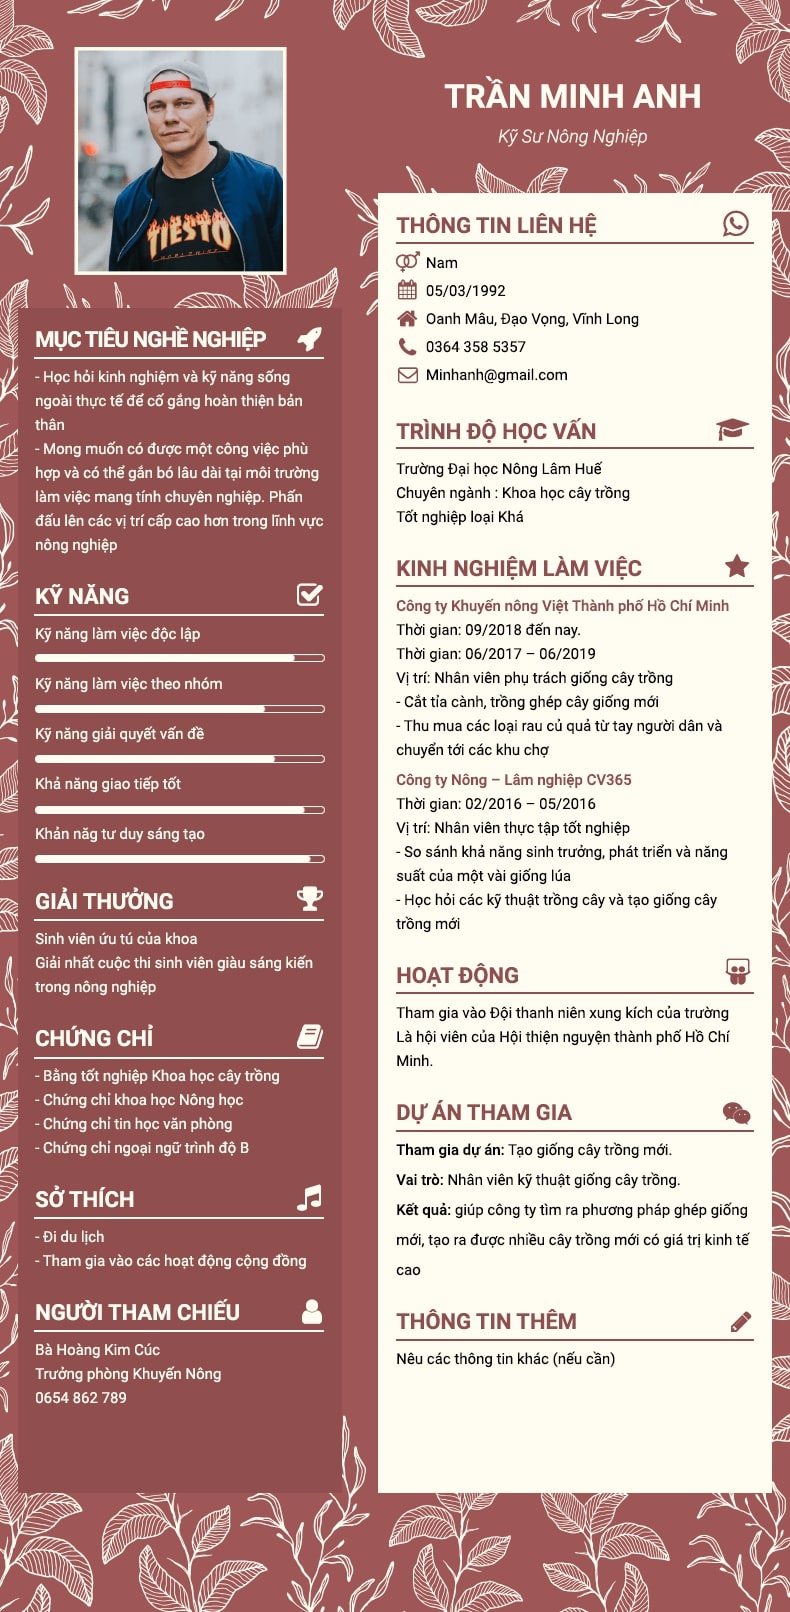 TIËSTO
WORLDWIDE
TRẦN MINH ANH
Kỹ Sư Nông Nghiệp
MỤC TIÊU NGHỀ NGHIỆP
- Học hỏi kinh nghiệm và kỹ năng sống
ngoài thực tế để cố gắng hoàn thiện bản
thân
- Mong muốn có được một công việc phù
hợp và có thể gắn bó lâu dài tại môi trường
làm việc mang tính chuyên nghiệp. Phấn
đấu lên các vị trí cấp cao hơn trong lĩnh vực
nông nghiệp
KỸ NĂNG
Kỹ năng làm việc độc lập
Kỹ năng làm việc theo nhóm
Kỹ năng giải quyết vấn đề
Khả năng giao tiếp tốt
Khản năg tư duy sáng tạo
GIẢI THƯỞNG
Sinh viên ứu tú của khoa
Giải nhất cuộc thi sinh viên giàu sáng kiến
trong nông nghiệp
CHỨNG CHỈ
- Bằng tốt nghiệp Khoa học cây trồng
- Chứng chỉ khoa học Nông học
- Chứng chỉ tin học văn phòng
- Chứng chỉ ngoại ngữ trình độ B
SỞ THÍCH
- Đi du lịch
- Tham gia vào các hoạt động cộng đồng
NGƯỜI THAM CHIẾU
Bà Hoàng Kim Cúc
Trưởng phòng Khuyến Nông
0654 862 789
THÔNG TIN LIÊN HỆ
Nam
05/03/1992
Oanh Mâu, Đạo Vọng, Vĩnh Long
0364 358 5357
Minhanh@gmail.com
TRÌNH ĐỘ HỌC VẤN
Trường Đại học Nông Lâm Huế
Chuyên ngành : Khoa học cây trồng
Tốt nghiệp loại Khá
KINH NGHIỆM LÀM VIỆC
Công ty Khuyến nông Việt Thành phố Hồ Chí Minh
Thời gian: 09/2018 đến nay.
Thời gian: 06/2017 – 06/2019
Vị trí: Nhân viên phụ trách giống cây trồng
- Cắt tỉa cành, trồng ghép cây giống mới
- Thu mua các loại rau củ quả từ tay người dân và
chuyển tới các khu chợ
Công ty Nông – Lâm nghiệp CV365
Thời gian: 02/2016 – 05/2016
Vị trí: Nhân viên thực tập tốt nghiệp
- So sánh khả năng sinh trưởng, phát triển và năng
suất của một vài giống lúa
- Học hỏi các kỹ thuật trồng cây và tạo giống cây
trồng mới
HOẠT ĐỘNG
Tham gia vào Đội thanh niên xung kích của trường
Là hội viên của Hội thiện nguyện thành phố Hồ Chí
Minh.
DỰ ÁN THAM GIA
Tham gia dự án: Tạo giống cây trồng mới.
Vai trò: Nhân viên kỹ thuật giống cây trồng.
Kết quả: giúp công ty tìm ra phương pháp ghép giống
mới, tạo ra được nhiều cây trồng mới có giá trị kinh tế
cao
THÔNG TIN THÊM
Nêu các thông tin khác (nếu cần)